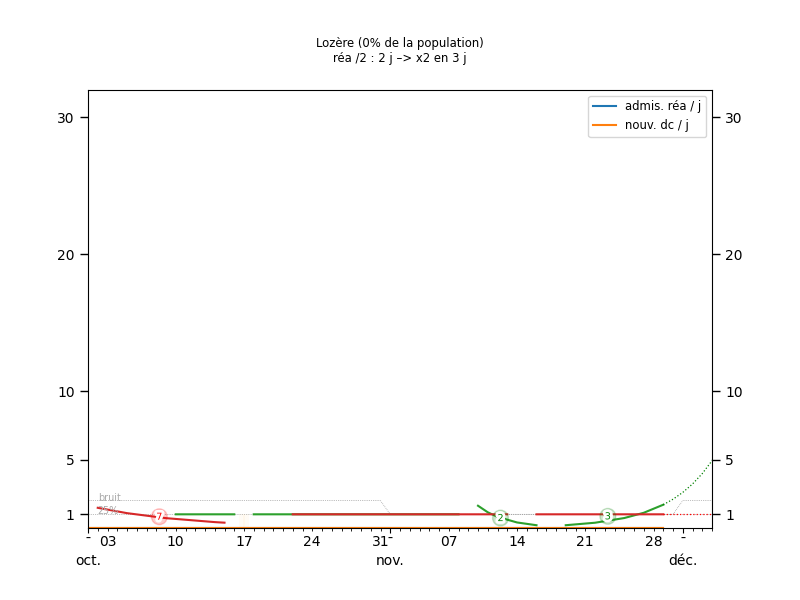 Lozère (0% de la population)
réa /2 : 2 j –> x2 en 3 j
admis. réa / j
nouv. dc / j
30 30
20 20
10 10
5 5
bruit
25%
1 1
7 2 3
- 03 10 17 24 31 - 07 14 21 28 -
oct. nov. déc.